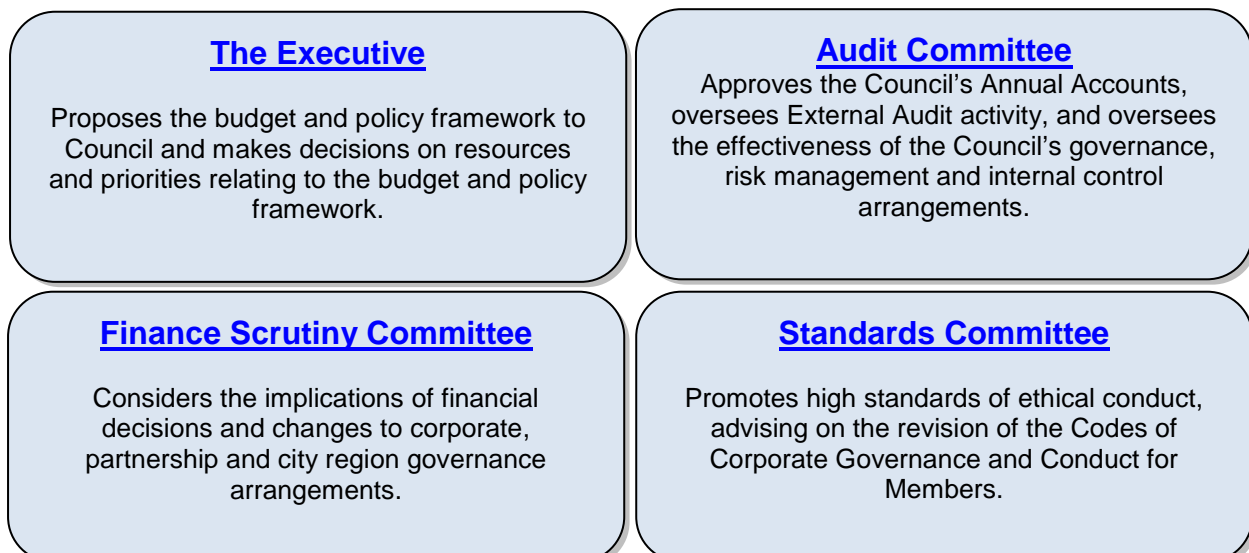 The Executive
Proposes the budget and policy framework to
Council and makes decisions on resources
and priorities relating to the budget and policy
framework.
Audit Committee
Approves the Council’s Annual Accounts,
oversees External Audit activity, and oversees
the effectiveness of the Council’s governance,
risk management and internal control
arrangements.
Finance Scrutiny Committee
Considers the implications of financial
decisions and changes to corporate,
partnership and city region governance
arrangements.
Standards Committee
Promotes high standards of ethical conduct,
advising on the revision of the Codes of
Corporate Governance and Conduct for
Members.